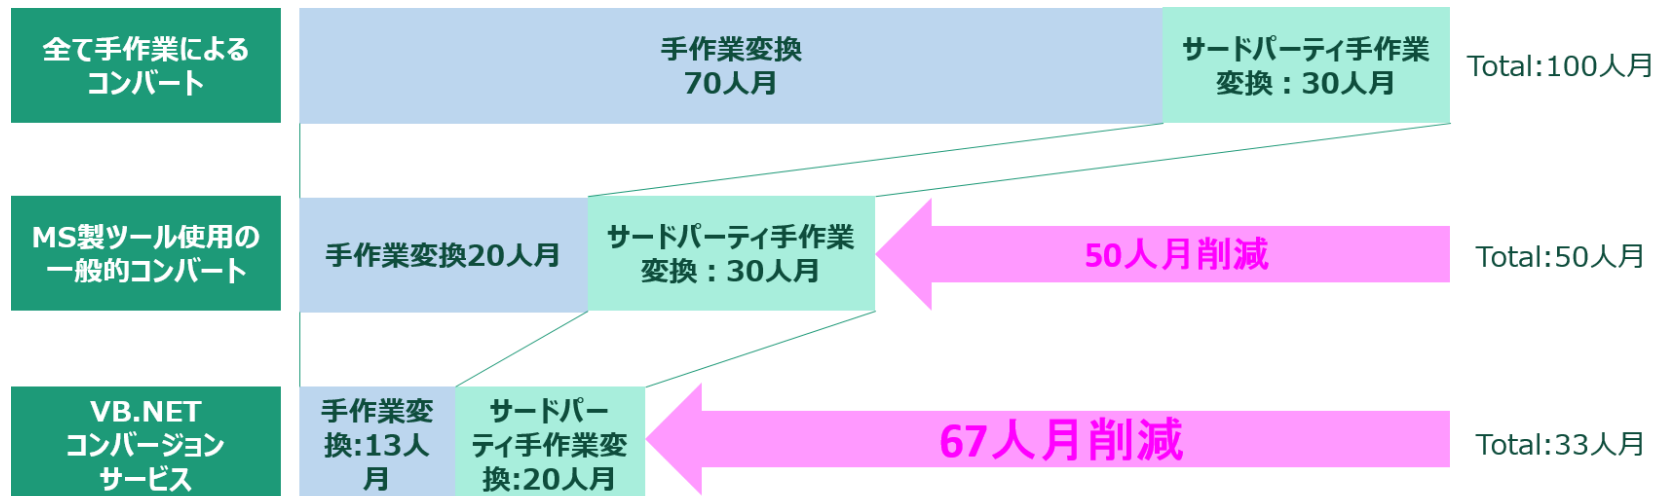 全て手作業による
コンバート
手作業変換
70人月
サードパーティ手作業
変換：30人月
Total:100人月
MS製ツール使用の
一般的コンバート
手作業変換20人月
サードパーティ手作業
変換：30人月
50人月削減
Total:50人月
VB.NET
コンバージョン
サービス
手作業変
換:13人
月
サードパー
ティ手作業変
換:20人月
67人月削減
Total:33人月